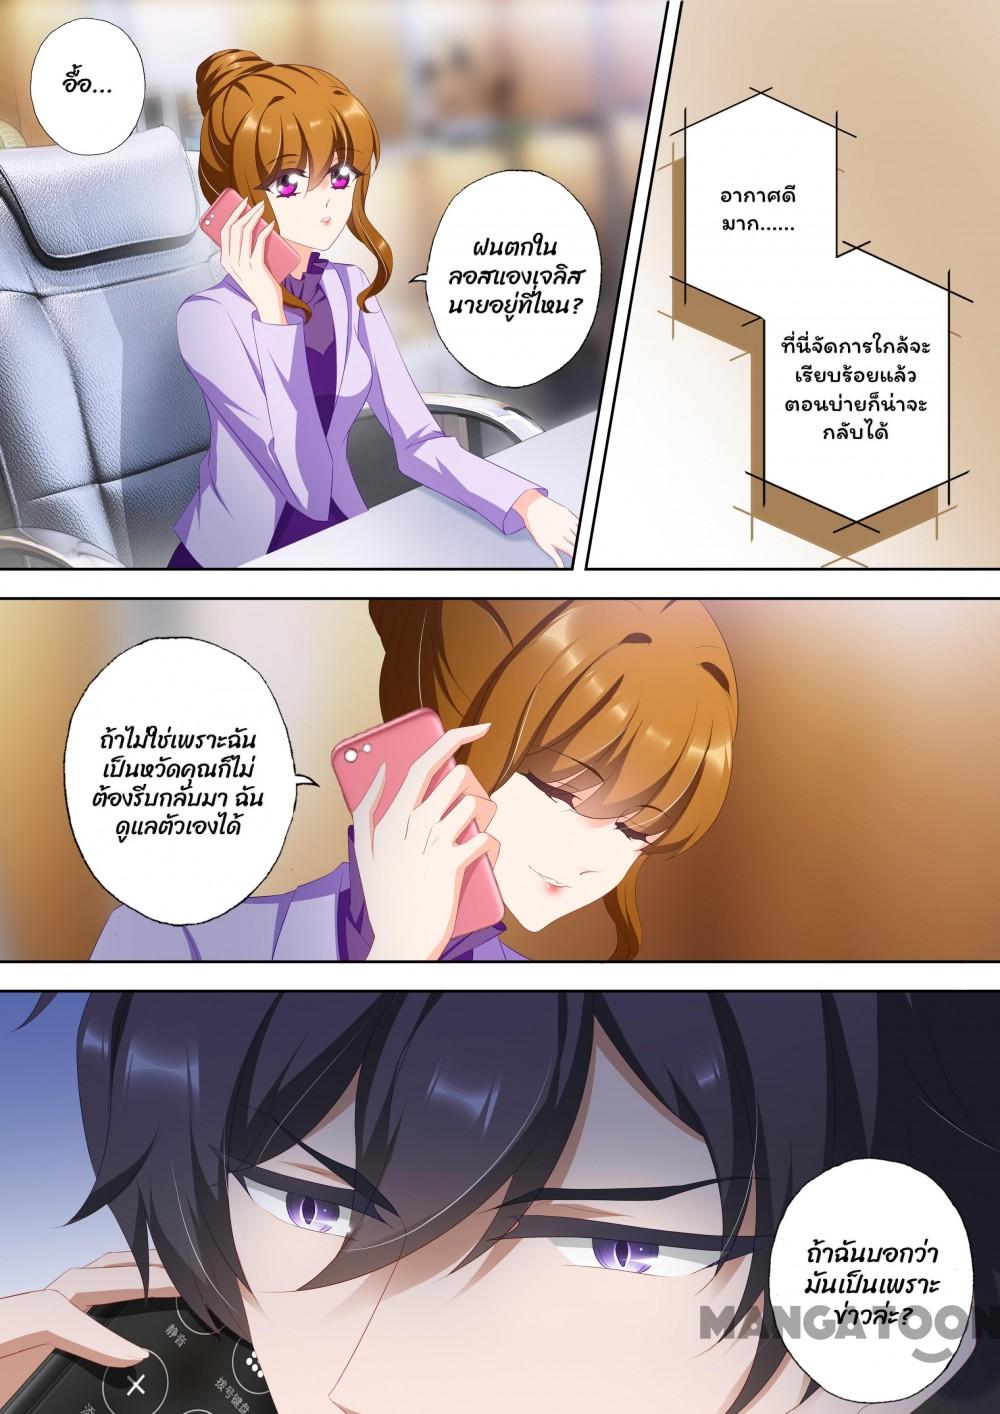 อื้อ...
ฝนตกใน
ลอสแองเจลิส
นายอยู่ที่ไหน?
อากาศดี
มาก......
ที่นี่จัดการใกล้จะ
เรียบร้อยแล้ว
ตอนบ่ายก็น่าจะ
กลับได้
ถ้าไม่ใช่เพราะฉัน
เป็นหวัดคุณก็ไม่
ต้องรีบกลับมา ฉัน
ดูแลตัวเองได้
ถ้าฉันบอกว่า
มันเป็นเพราะ
ข่าวล่ะ?
MANGATOON
静音
拨号键盘